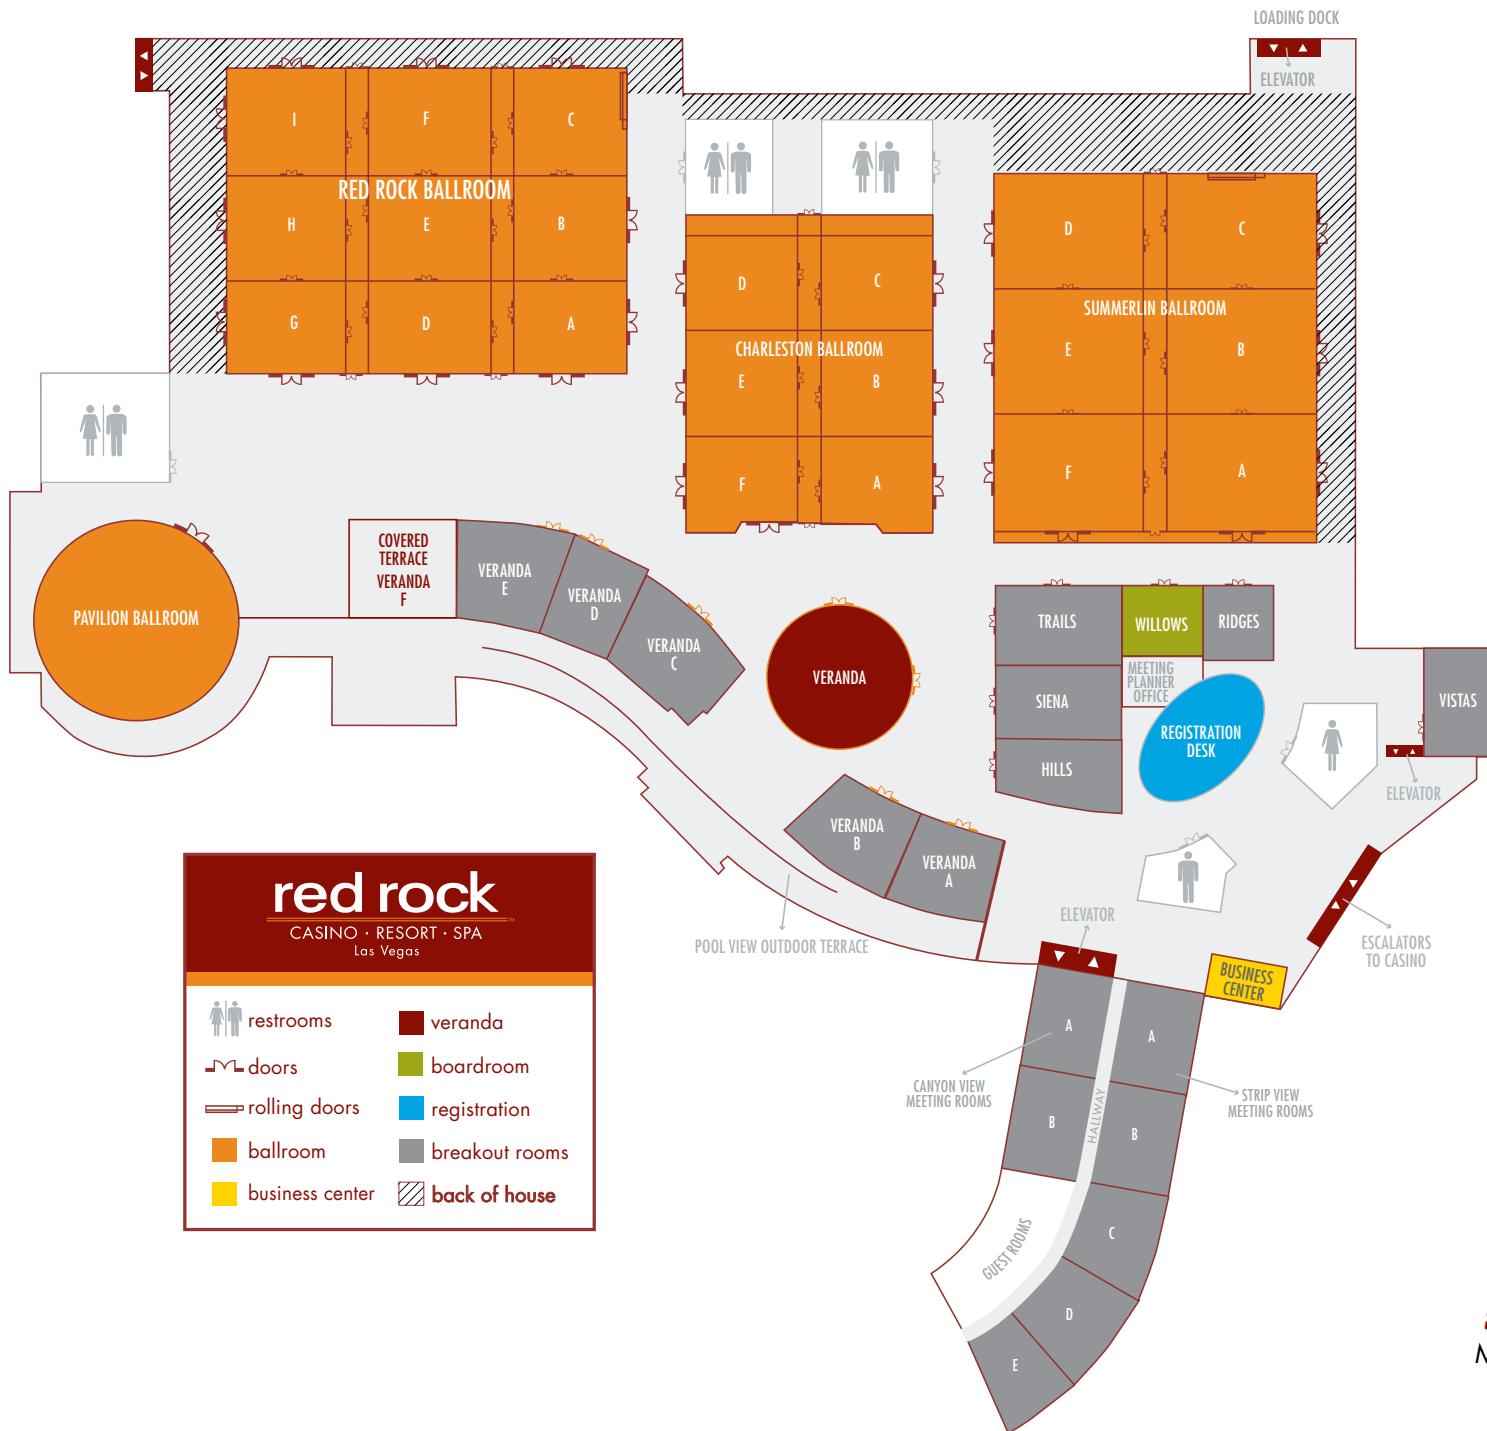 LOADING DOCK
ELEVATOR
I
F
C
RED ROCK BALLROOM
H
E
B
G
D
A
D
C
CHARLESTON BALLROOM
E
B
F
A
D
C
SUMMERLIN BALLROOM
E
B
F
A
PAVILION BALLROOM
COVERED
TERRACE
VERANDA
F
VERANDA
E
VERANDA
D
VERANDA
C
VERANDA
TRAILS
WILLOWS
RIDGES
MEETING
PLANNER
OFFICE
SIENA
HILLS
REGISTRATION
DESK
VISTAS
ELEVATOR
VERANDA
B
VERANDA
A
POOL VIEW OUTDOOR TERRACE
ELEVATOR
ESCALATORS
TO CASINO
BUSINESS
CENTER
A
A
CANYON VIEW
MEETING ROOMS
STRIP VIEW
MEETING ROOMS
HALLWAY
B
B
C
GUEST ROOMS
D
E
red rock
CASINO · RESORT · SPA
Las Vegas
restrooms
veranda
doors
boardroom
rolling doors
registration
ballroom
breakout rooms
business center
back of house